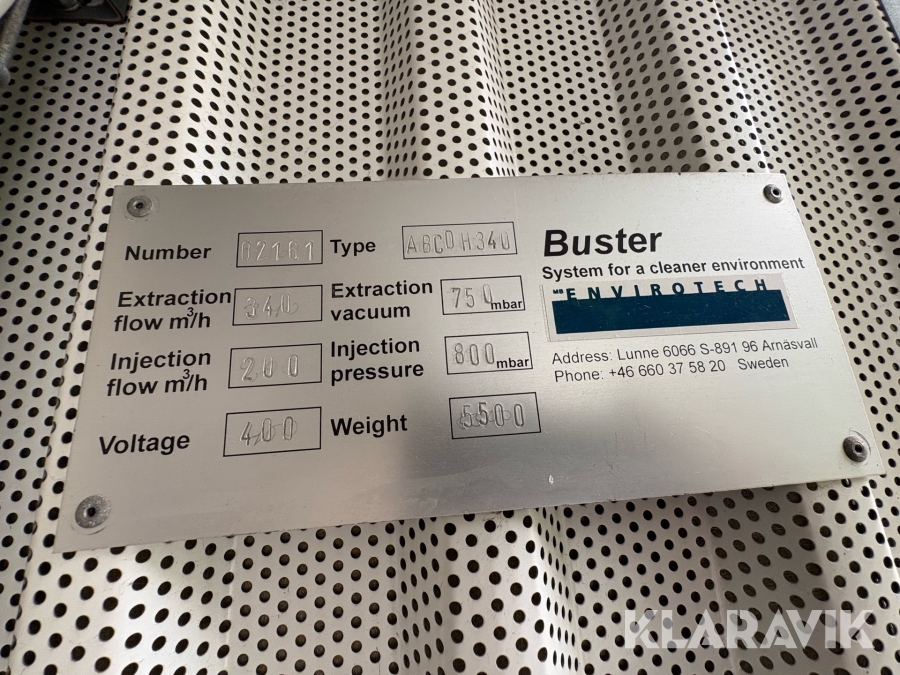 Number 02161 Type ABCDH340
Extraction flow m³/h 340 Extraction vacuum 750 mbar
Injection flow m³/h 200 Injection pressure 800 mbar
Voltage 400 Weight 5500
Buster
System for a cleaner environment
MB ENVIROTECH
Address: Lunne 6066 S-891 96 Arnäsvall
Phone: +46 660 37 58 20 Sweden
KLARAVIK